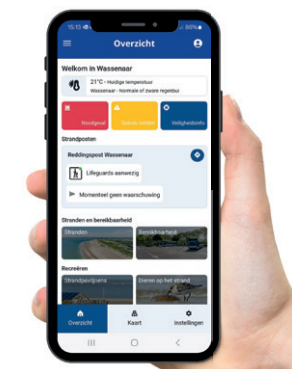 15:13
86%
Overzicht
Welkom in Wassenaar
21°C - Huidige temperatuur
Wassenaar - Normale of zware regenbui
Noodgeval
Veiligheidsinfo
Strandposten
Reddingspost Wassenaar
Lifeguards aanwezig
Momenteel geen waarschuwing
Stranden en bereikbaarheid
Stranden
Bereikbaarheid
Recreëren
Strandpaviljoens
Dieren op het strand
Overzicht
Kaart
Instellingen